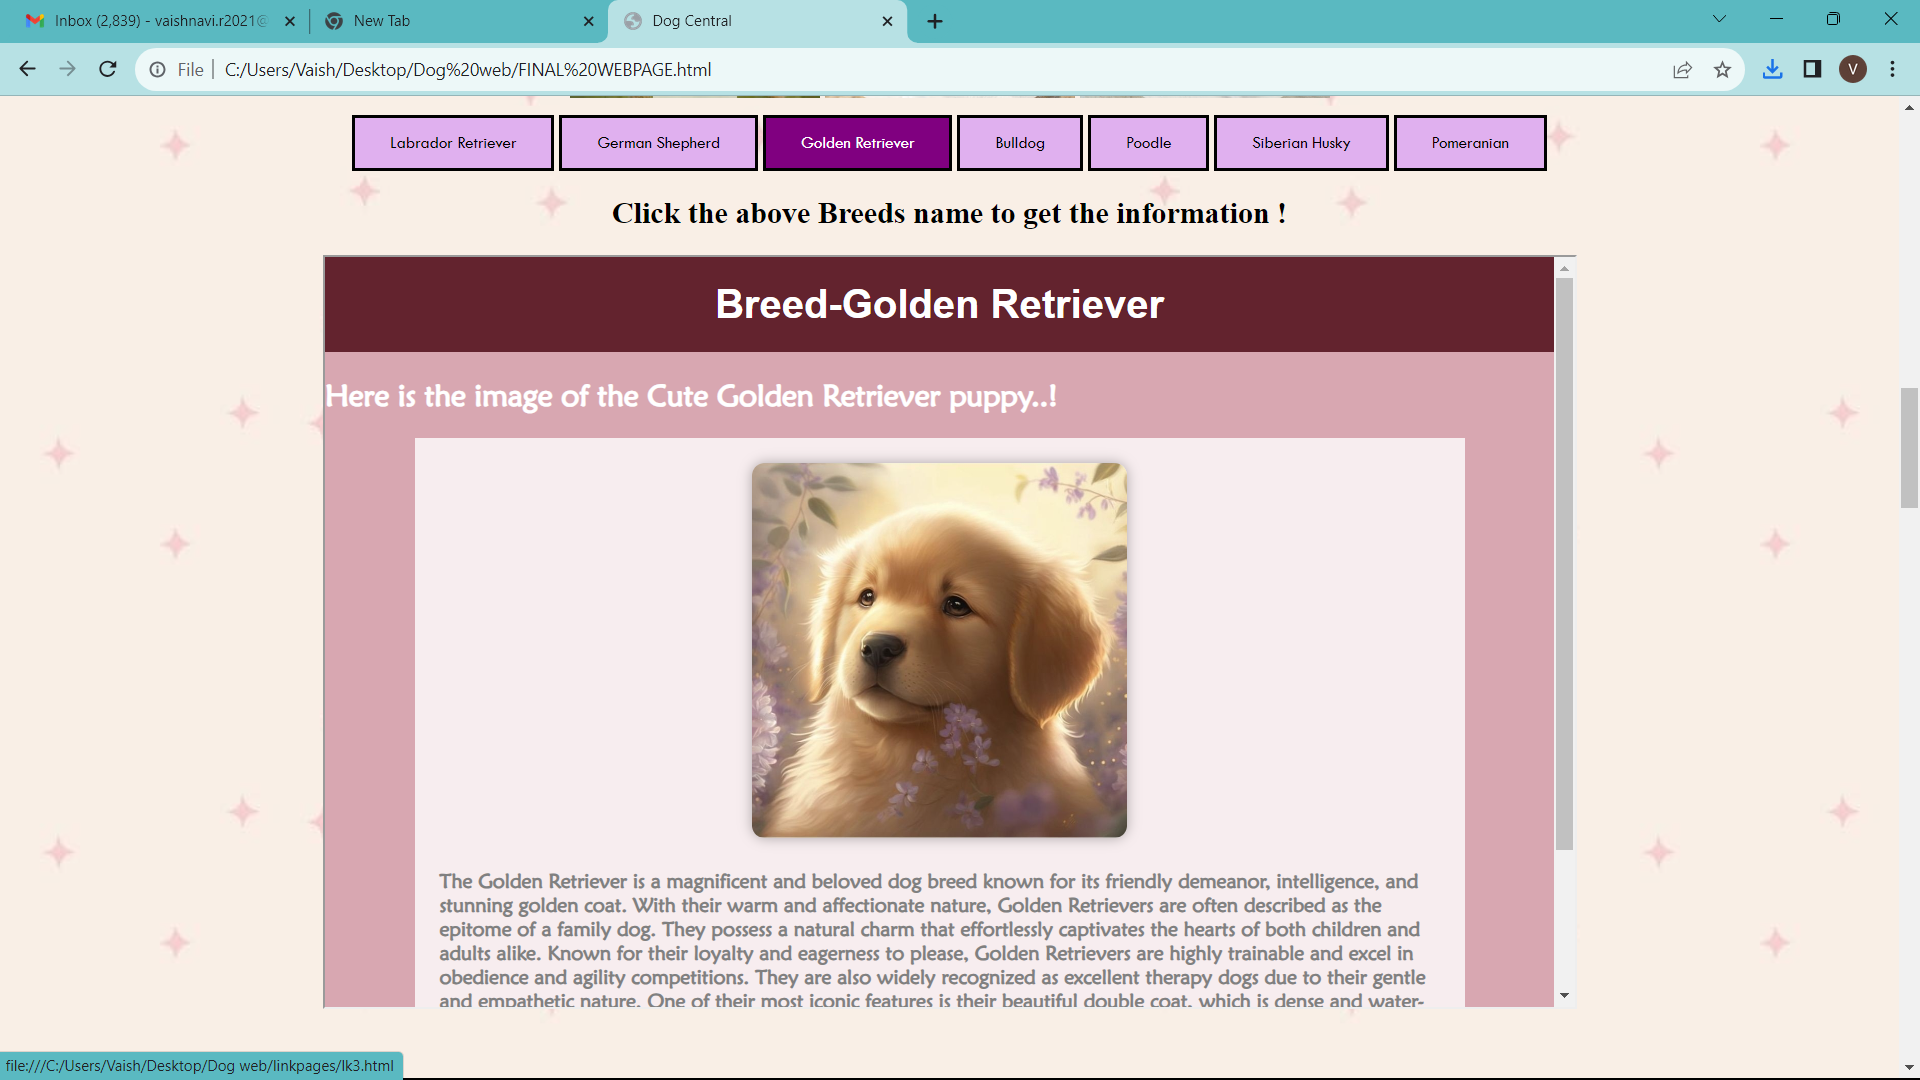 Inbox (2,839) - vaishnavi.r2021@
New Tab
Dog Central
File
C:/Users/Vaish/Desktop/Dog%20web/FINAL%20WEBPAGE.html
V
Labrador Retriever
German Shepherd
Golden Retriever
Bulldog
Poodle
Siberian Husky
Pomeranian
Click the above Breeds name to get the information !
Breed-Golden Retriever
Here is the image of the Cute Golden Retriever puppy..!
The Golden Retriever is a magnificent and beloved dog breed known for its friendly demeanor, intelligence, and
stunning golden coat. With their warm and affectionate nature, Golden Retrievers are often described as the
epitome of a family dog. They possess a natural charm that effortlessly captivates the hearts of both children and
adults alike. Known for their loyalty and eagerness to please, Golden Retrievers are highly trainable and excel in
obedience and agility competitions. They are also widely recognized as excellent therapy dogs due to their gentle
and empathetic nature. One of their most iconic features is their beautiful double coat, which is dense and water-
file:///C:/Users/Vaish/Desktop/Dog web/linkpages/lk3.html